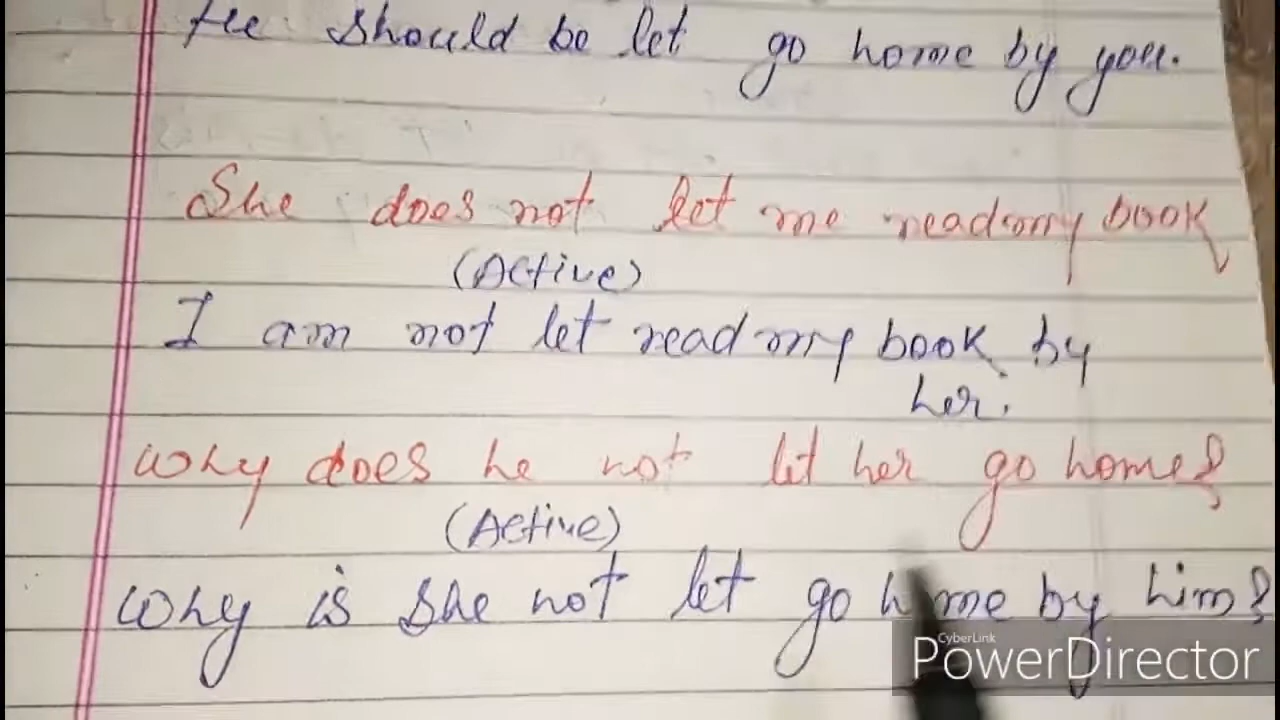 He should be let go home by you.
She does not let me read my book
(Active)
I am not let read my book by
her.
Why does he not let her go home?
(Active)
Why is she not let go home by him?
CyberLink
PowerDirector